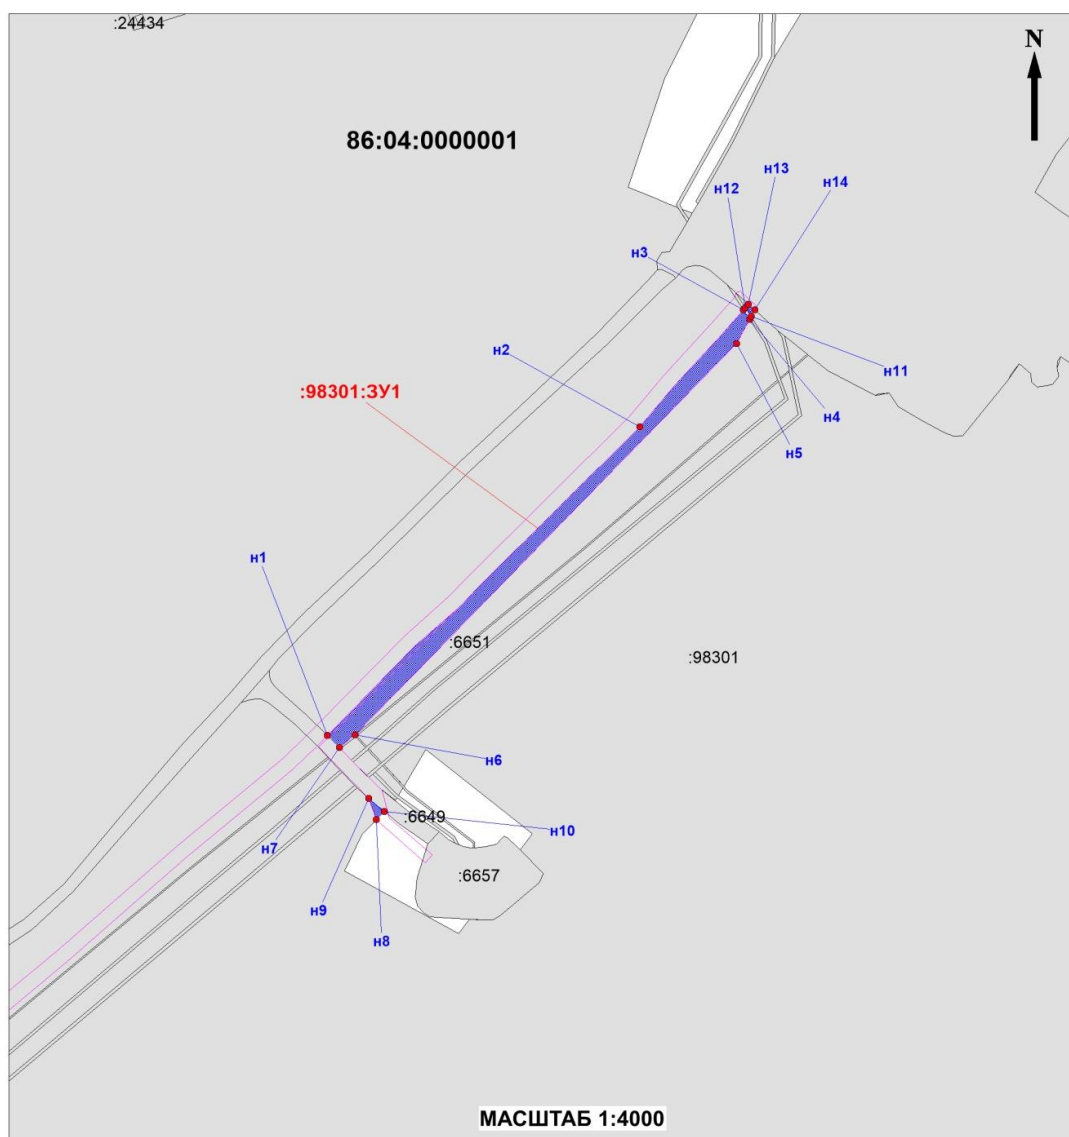 :24434
N
86:04:0000001
н13
н12
н14
н3
н2
н11
:98301:ЗУ1
н4
н5
н1
:6651
:98301
н6
:6649
н10
н7
:6657
н9
н8
МАСШТАБ 1:4000